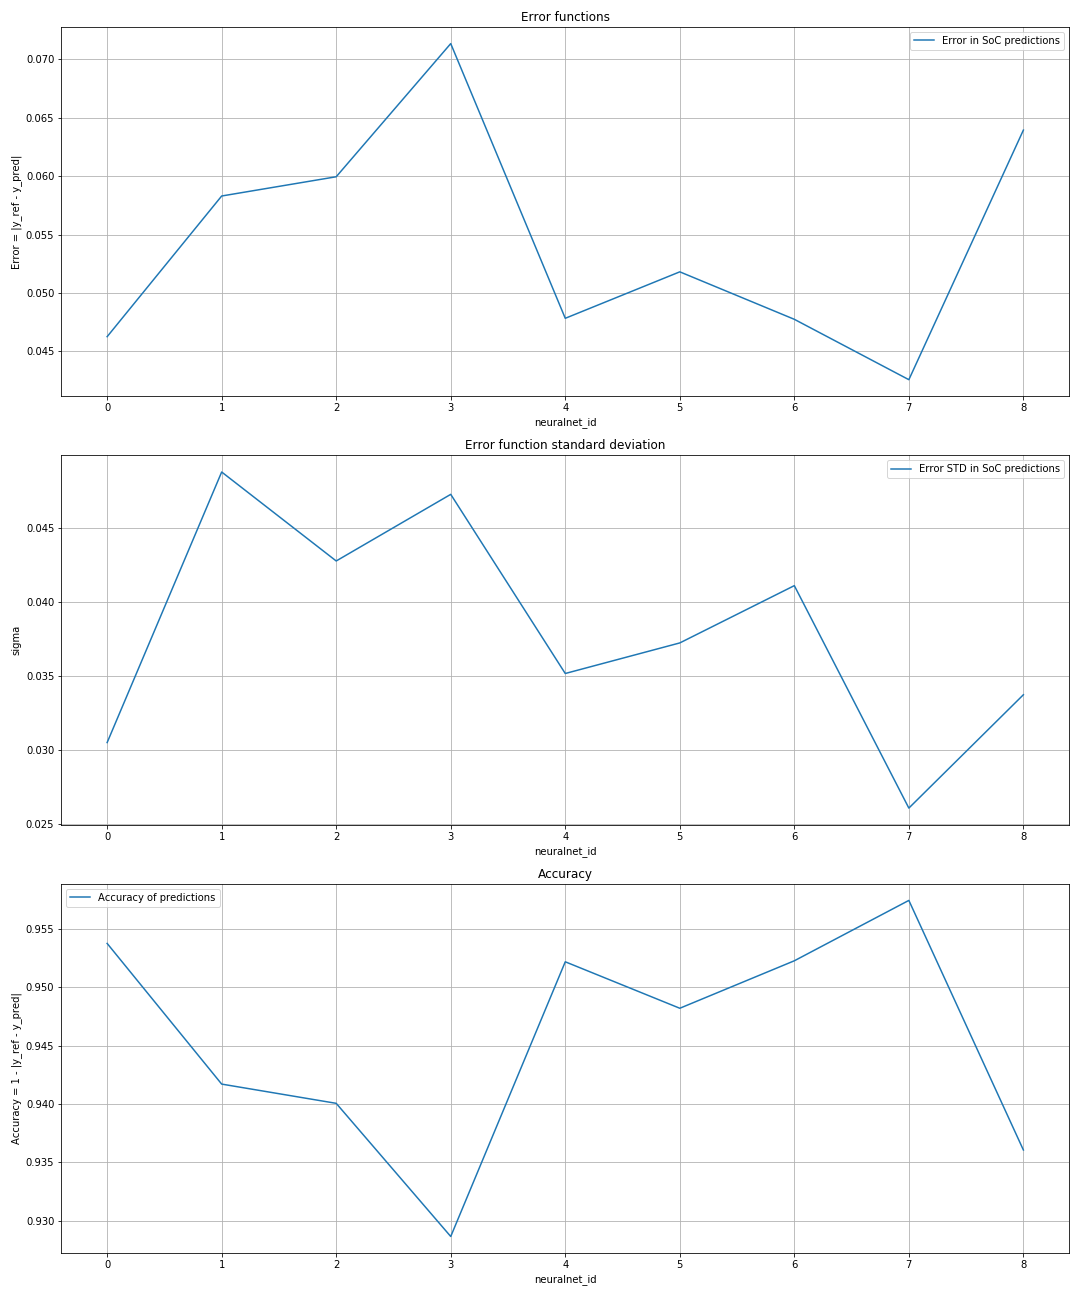 Error functions
Error in SoC predictions
0.070
0.065
0.060
0.055
0.050
0.045
Error = |y_ref - y_pred|
0 1 2 3 4 5 6 7 8
neuralnet_id
Error function standard deviation
Error STD in SoC predictions
0.045
0.040
0.035
0.030
0.025
sigma
0 1 2 3 4 5 6 7 8
neuralnet_id
Accuracy
Accuracy of predictions
0.955
0.950
0.945
0.940
0.935
0.930
Accuracy = 1 - |y_ref - y_pred|
0 1 2 3 4 5 6 7 8
neuralnet_id